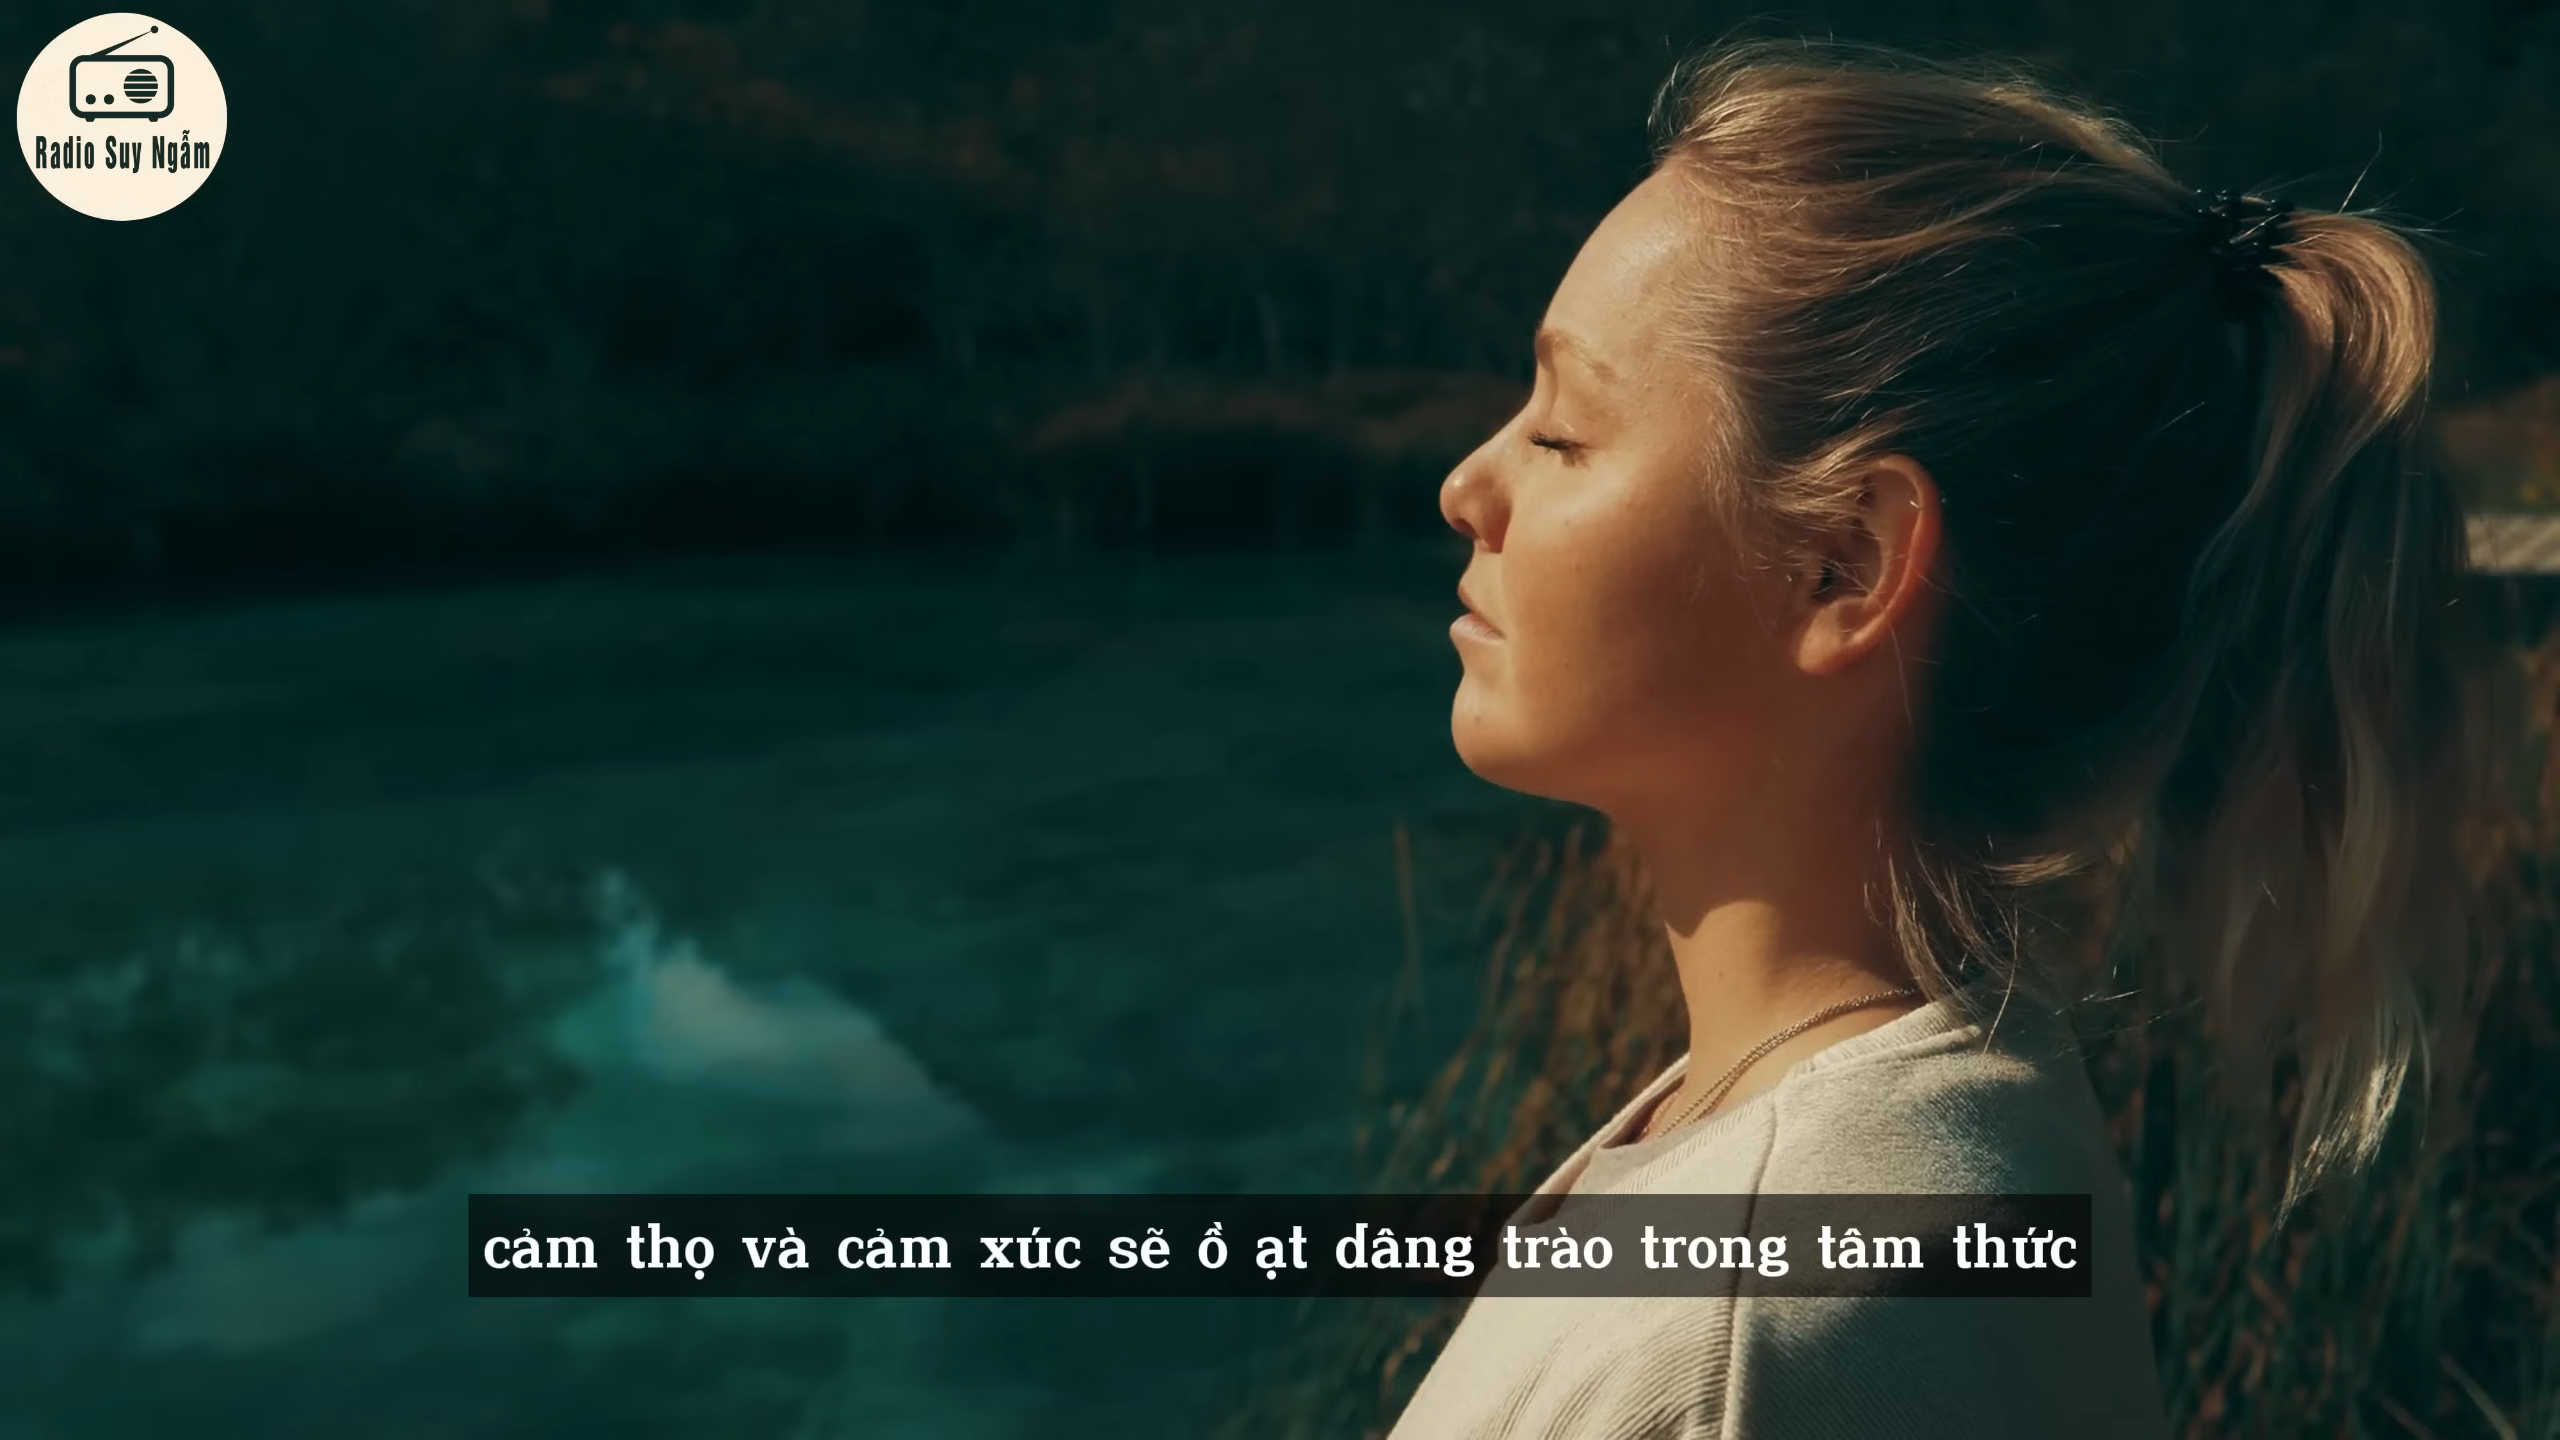 Radio Suy Ngẫm
cảm thọ và cảm xúc sẽ ồ ạt dâng trào trong tâm thức